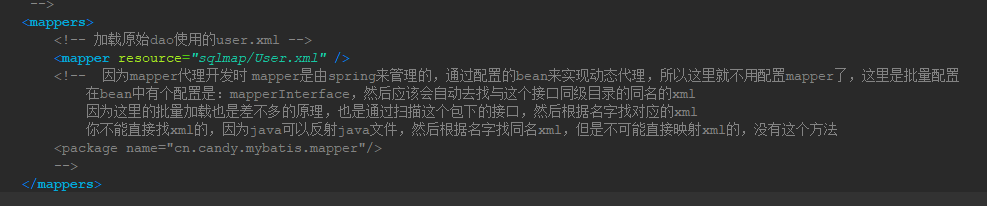 -->
<mappers>
<!-- 加载原始dao使用的user.xml -->
<mapper resource="sqlmap/User.xml" />
<!--  因为mapper代理开发时 mapper是由spring来管理的，通过配置的bean来实现动态代理，所以这里就不用配置mapper了，这里是批量配置
在bean中有个配置是：mapperInterface，然后应该会自动去找与这个接口同级目录的同名的xml
因为这里的批量加载也是差不多的原理，也是通过扫描这个包下的接口，然后根据名字找对应的xml
你不能直接找xml的，因为java可以反射java文件，然后根据名字找同名xml，但是不可能直接映射xml的，没有这个方法
<package name="cn.candy.mybatis.mapper"/>
-->
</mappers>